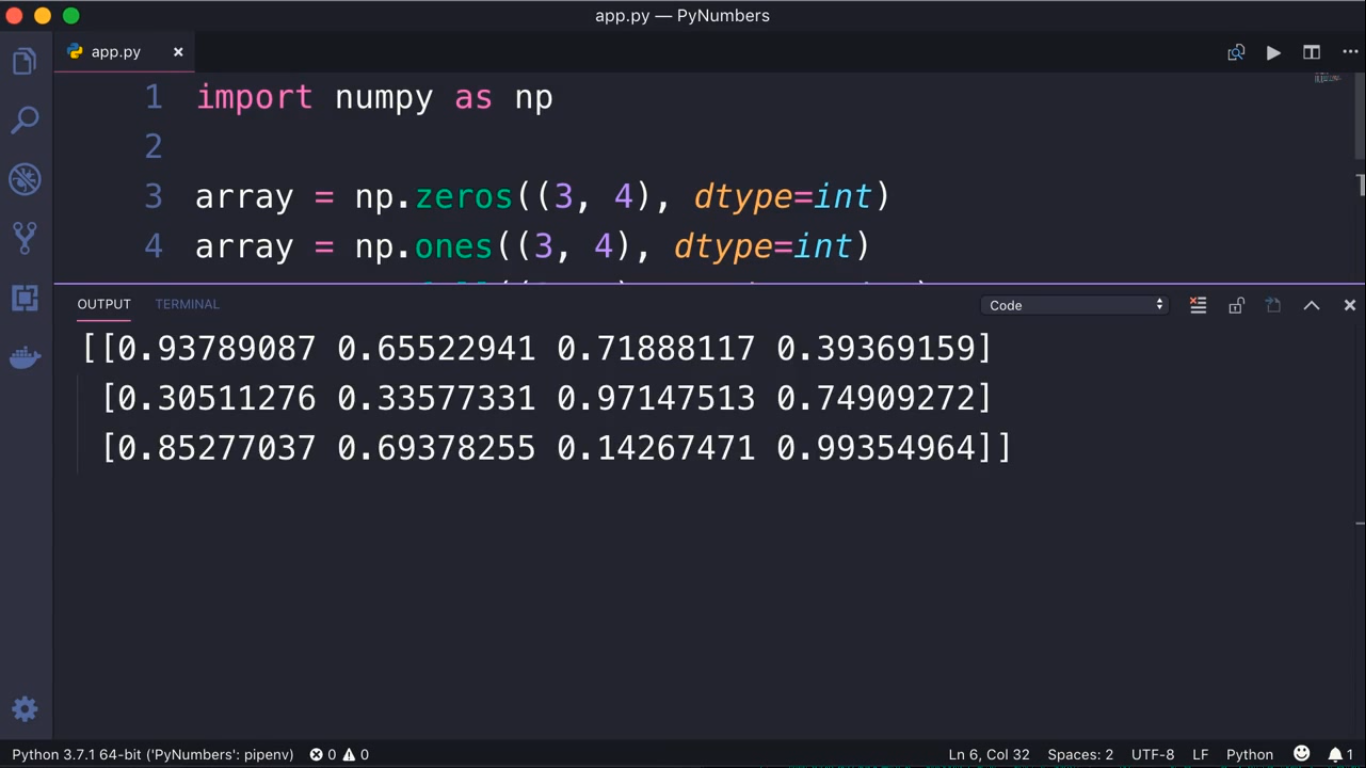 app.py — PyNumbers
app.py
1 import numpy as np
2
3 array = np.zeros((3, 4), dtype=int)
4 array = np.ones((3, 4), dtype=int)
OUTPUT TERMINAL Code
[[0.93789087 0.65522941 0.71888117 0.39369159]
[0.30511276 0.33577331 0.97147513 0.74909272]
[0.85277037 0.69378255 0.14267471 0.99354964]]
Python 3.7.1 64-bit ('PyNumbers': pipenv) 0 0 Ln 6, Col 32 Spaces: 2 UTF-8 LF Python 1